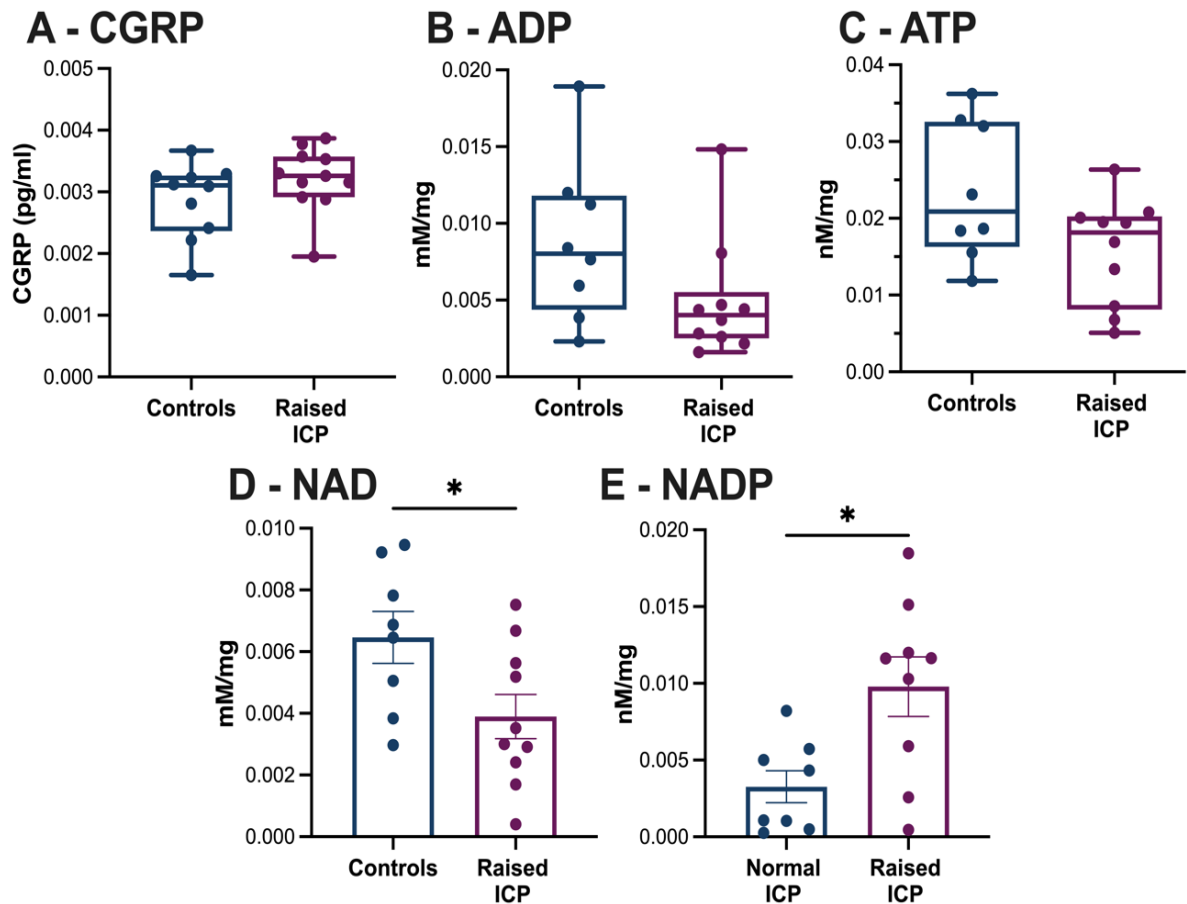 A - CGRP
CGRP (pg/ml)
0.005
0.004
0.003
0.002
0.001
0.000
Controls
Raised
ICP
B - ADP
mM/mg
0.020
0.015
0.010
0.005
0.000
Controls
Raised
ICP
C - ATP
nM/mg
0.04
0.03
0.02
0.01
0.00
Controls
Raised
ICP
D - NAD
*
mM/mg
0.010
0.008
0.006
0.004
0.002
0.000
Controls
Raised
ICP
E - NADP
*
nM/mg
0.020
0.015
0.010
0.005
0.000
Normal
ICP
Raised
ICP